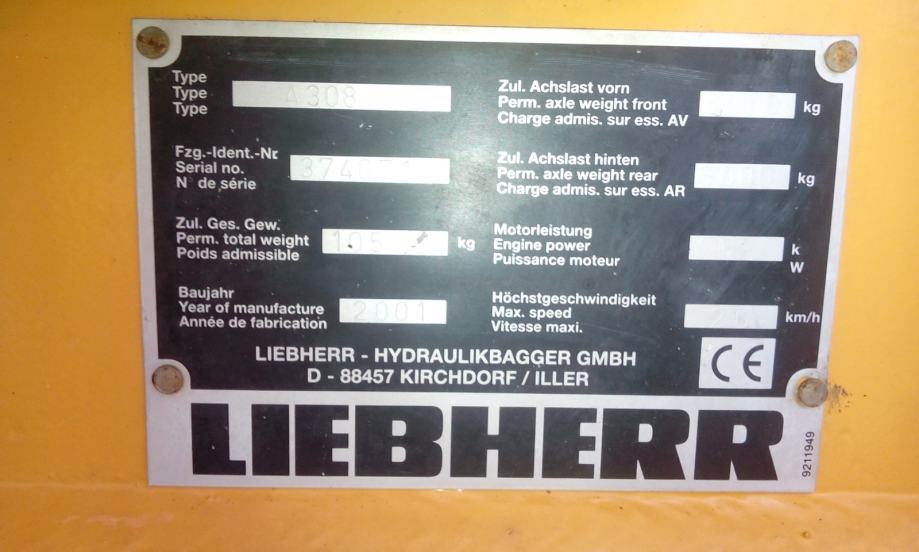 Type
Type
Type
A308
Fzg.-Ident.-Nr
Serial no.
N° de série
Zul. Ges. Gew.
Perm. total weight
Poids admissible
kg
Baujahr
Year of manufacture
Année de fabrication
2001
Zul. Achslast vorn
Perm. axle weight front
Charge admis. sur ess. AV
kg
Zul. Achslast hinten
Perm. axle weight rear
Charge admis. sur ess. AR
kg
Motorleistung
Engine power
Puissance moteur
k
W
Höchstgeschwindigkeit
Max. speed
Vitesse maxi.
km/h
LIEBHERR - HYDRAULIKBAGGER GMBH
D - 88457 KIRCHDORF / ILLER
CE
LIEBHERR
9211949